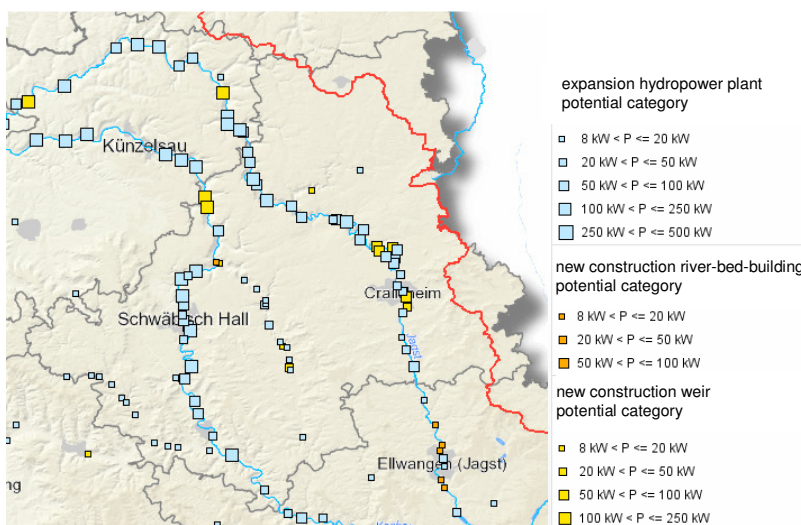 Künzelsau
Schwäbisch Hall
Crailsheim
Jagst
Ellwangen (Jagst)
ng
expansion hydropower plant
potential category
8 kW < P <= 20 kW
20 kW < P <= 50 kW
50 kW < P <= 100 kW
100 kW < P <= 250 kW
250 kW < P <= 500 kW
new construction river-bed-building
potential category
8 kW < P <= 20 kW
20 kW < P <= 50 kW
50 kW < P <= 100 kW
new construction weir
potential category
8 kW < P <= 20 kW
20 kW < P <= 50 kW
50 kW < P <= 100 kW
100 kW < P <= 250 kW